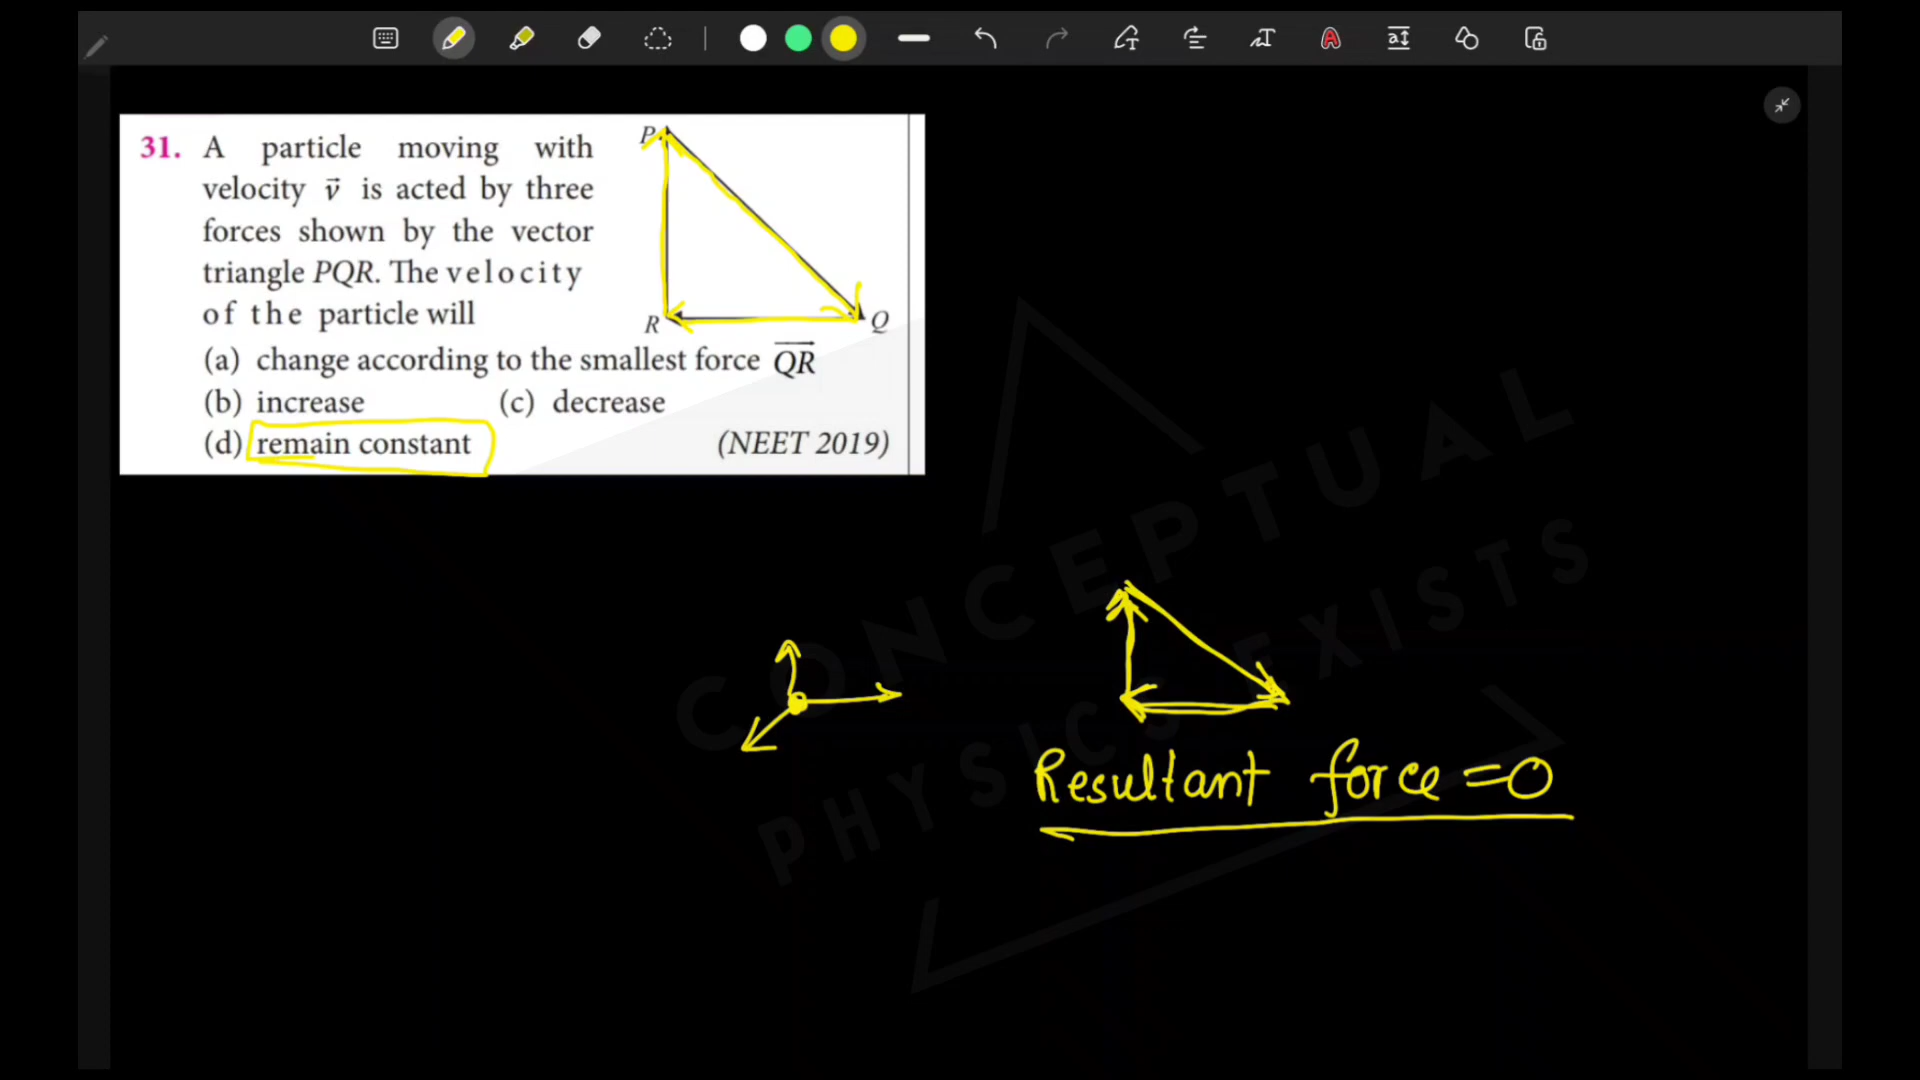 31. A particle moving with
velocity v⃗ is acted by three
forces shown by the vector
triangle PQR. The velocity
of the particle will
P
R
Q
(a) change according to the smallest force QR⃗
(b) increase (c) decrease
(d) remain constant (NEET 2019)
CONCEPTUAL
PHYSICS EXISTS
Resultant force = 0